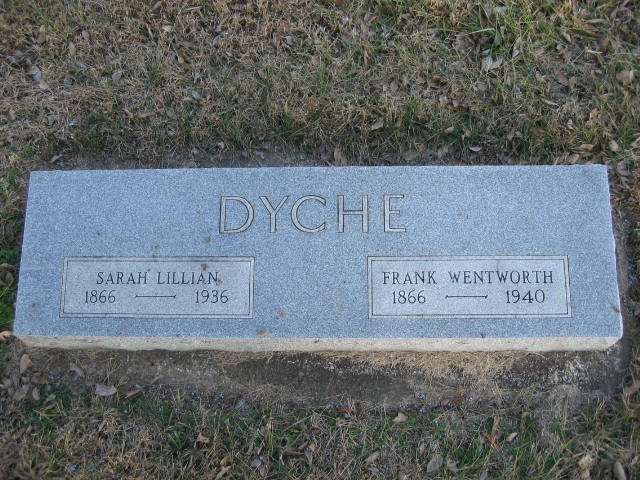 DYCHE
SARAH LILLIAN
1866 — 1936
FRANK WENTWORTH
1866 — 1940